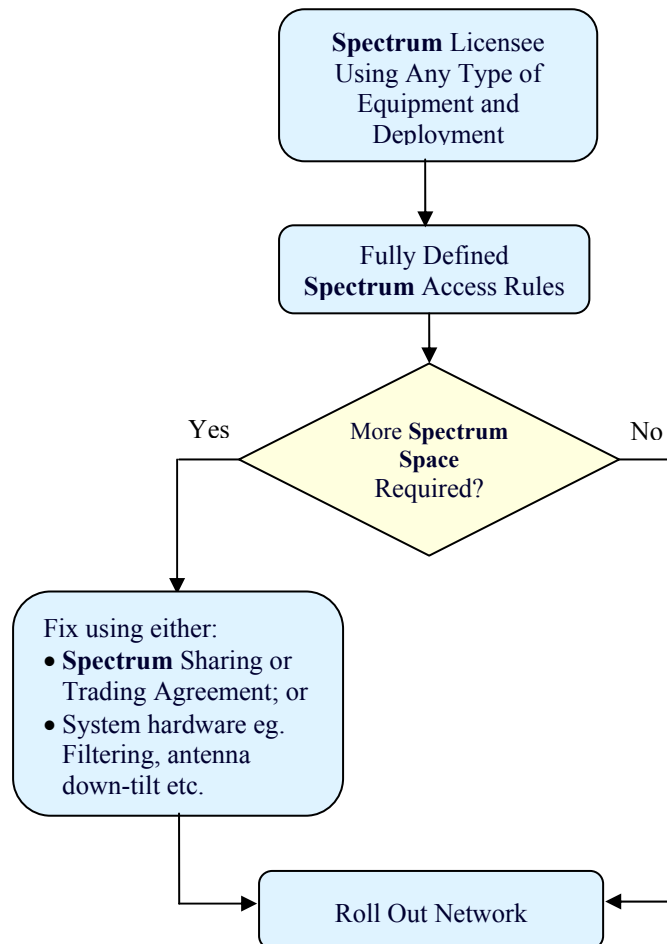 Spectrum Licensee
Using Any Type of
Equipment and
Deployment
Fully Defined
Spectrum Access Rules
Yes
More Spectrum
Space
Required?
No
Fix using either:
• Spectrum Sharing or
Trading Agreement; or
• System hardware eg.
Filtering, antenna
down-tilt etc.
Roll Out Network